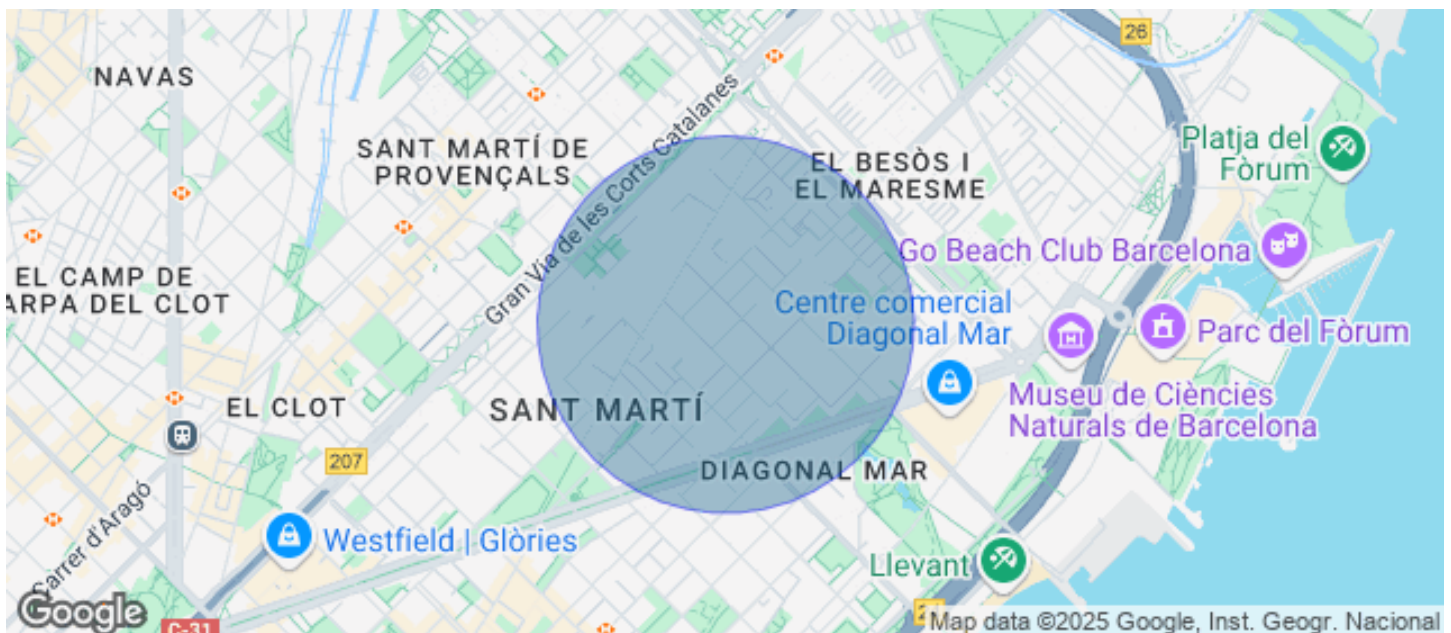 NAVAS
SANT MARTÍ DE
PROVENÇALS
Gran Via de les Corts Catalanes
26
EL BESÒS I
EL MARESME
Platja del
Fòrum
Go Beach Club Barcelona
EL CAMP DE
ARPA DEL CLOT
Centre comercial
Diagonal Mar
Parc del Fòrum
Museu de Ciències
Naturals de Barcelona
EL CLOT
SANT MARTÍ
207
DIAGONAL MAR
Carrer d'Aragó
Westfield | Glòries
Llevant
Google
C-31
Map data ©2025 Google, Inst. Geogr. Nacional